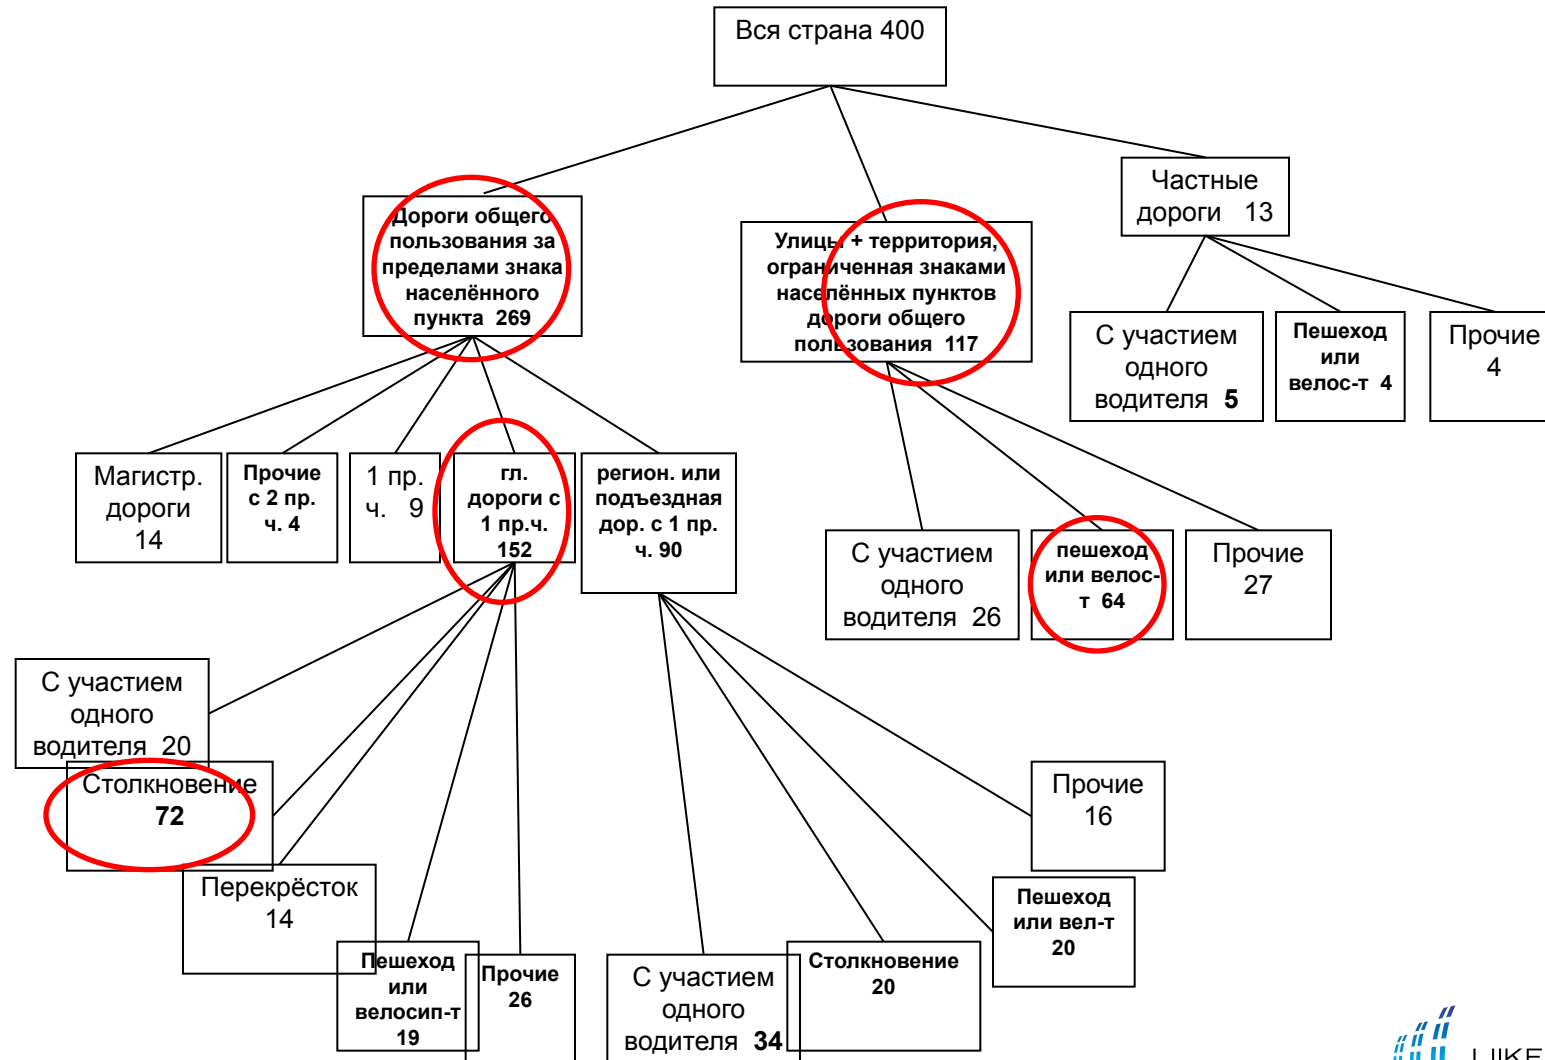 Вся страна 400
Дороги общего
пользования за
пределами знака
населённого
пункта 269
Улицы + территория,
ограниченная знаками
населённых пунктов
дороги общего
пользования 117
Частные
дороги 13
С участием
одного
водителя 5
Пешеход
или
велос-т 4
Прочие
4
Магистр.
дороги
14
Прочие
с 2 пр.
ч. 4
1 пр.
ч. 9
гл.
дороги с
1 пр.ч.
152
регион. или
подъездная
дор. с 1 пр.
ч. 90
С участием
одного
водителя 26
пешеход
или велос-
т 64
Прочие
27
С участием
одного
водителя 20
Столкновение
72
Перекрёсток
14
Пешеход
или
велосип-т
19
Прочие
26
С участием
одного
водителя 34
Столкновение
20
Пешеход
или вел-т
20
Прочие
16